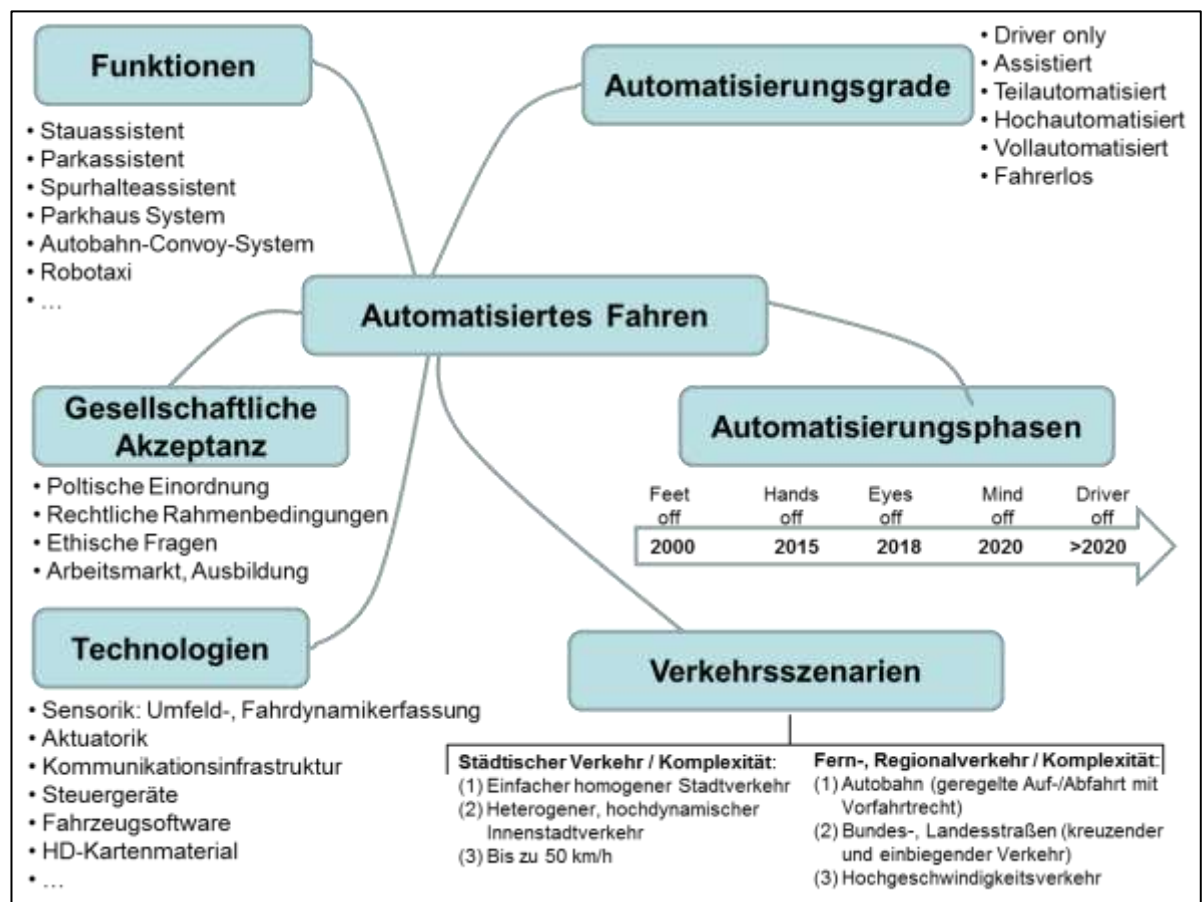 Funktionen
• Stauassistent
• Parkassistent
• Spurhalteassistent
• Parkhaus System
• Autobahn-Convoy-System
• Robotaxi
• …
Automatisierungsgrade
• Driver only
• Assistiert
• Teilautomatisiert
• Hochautomatisiert
• Vollautomatisiert
• Fahrerlos
Automatisiertes Fahren
Gesellschaftliche
Akzeptanz
• Poltische Einordnung
• Rechtliche Rahmenbedingungen
• Ethische Fragen
• Arbeitsmarkt, Ausbildung
Automatisierungsphasen
Feet Hands Eyes Mind Driver
off off off off off
2000 2015 2018 2020 >2020
Technologien
• Sensorik: Umfeld-, Fahrdynamikerfassung
• Aktuatorik
• Kommunikationsinfrastruktur
• Steuergeräte
• Fahrzeugsoftware
• HD-Kartenmaterial
• …
Verkehrsszenarien
Städtischer Verkehr / Komplexität:
(1) Einfacher homogener Stadtverkehr
(2) Heterogener, hochdynamischer
Innenstadtverkehr
(3) Bis zu 50 km/h
Fern-, Regionalverkehr / Komplexität:
(1) Autobahn (geregelte Auf-/Abfahrt mit
Vorfahrtrecht)
(2) Bundes-, Landesstraßen (kreuzender
und einbiegender Verkehr)
(3) Hochgeschwindigkeitsverkehr